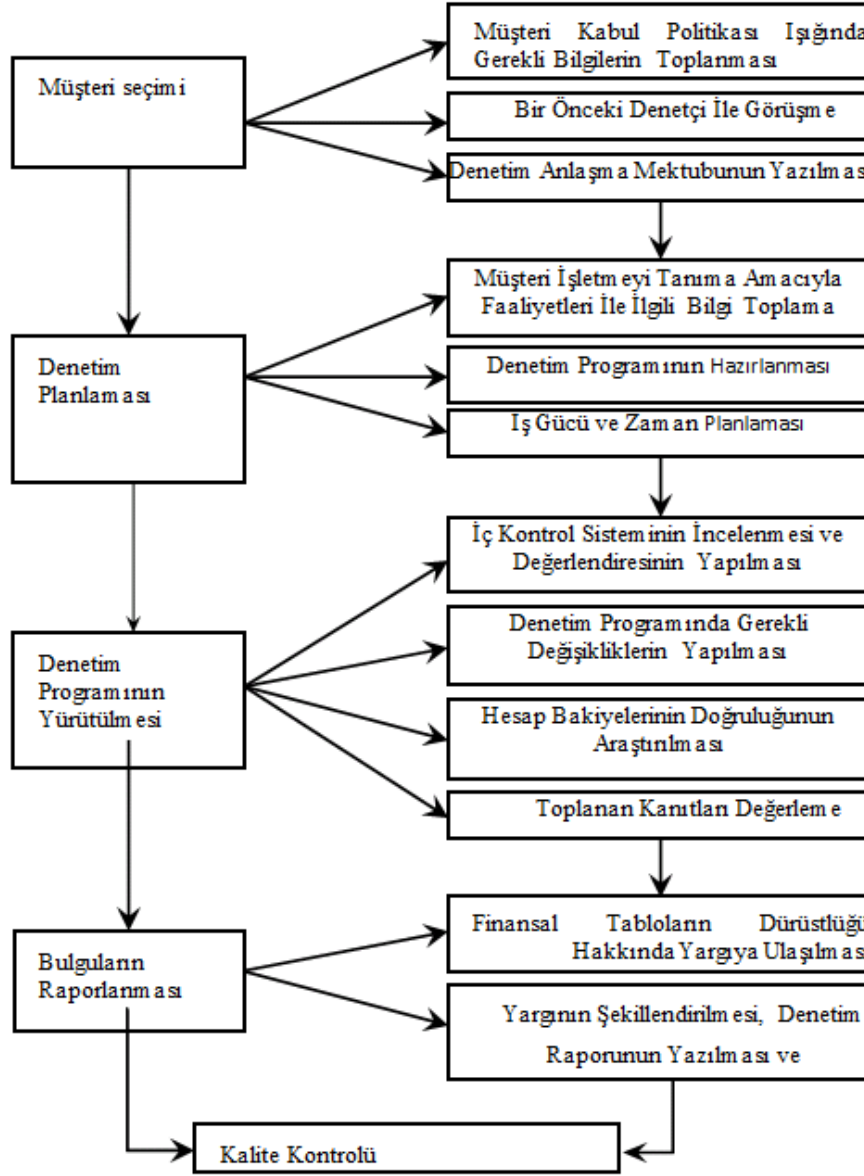 Müşteri seçimi
Müşteri Kabul Politikası Işığında
Gerekli Bilgilerin Toplanması
Bir Önceki Denetçi İle Görüşme
Denetim Anlaşma Mektubunun Yazılması
Denetim
Planlaması
Müşteri İşletmeyi Tanıma Amacıyla
Faaliyetleri İle İlgili Bilgi Toplama
Denetim Programının Hazırlanması
Iş Gücü ve Zaman Planlaması
Denetim
Programının
Yürütülmesi
İç Kontrol Sisteminin İncelenmesi ve
Değerlendiresinin Yapılması
Denetim Programında Gerekli
Değişikliklerin Yapılması
Hesap Bakiyelerinin Doğruluğunun
Araştırılması
Toplanan Kanıtları Değerleme
Bulguların
Raporlanması
Finansal Tabloların Dürüstlüğü
Hakkında Yargıya Ulaşılması
Yargının Şekillendirilmesi, Denetim
Raporunun Yazılması ve
Kalite Kontrolü